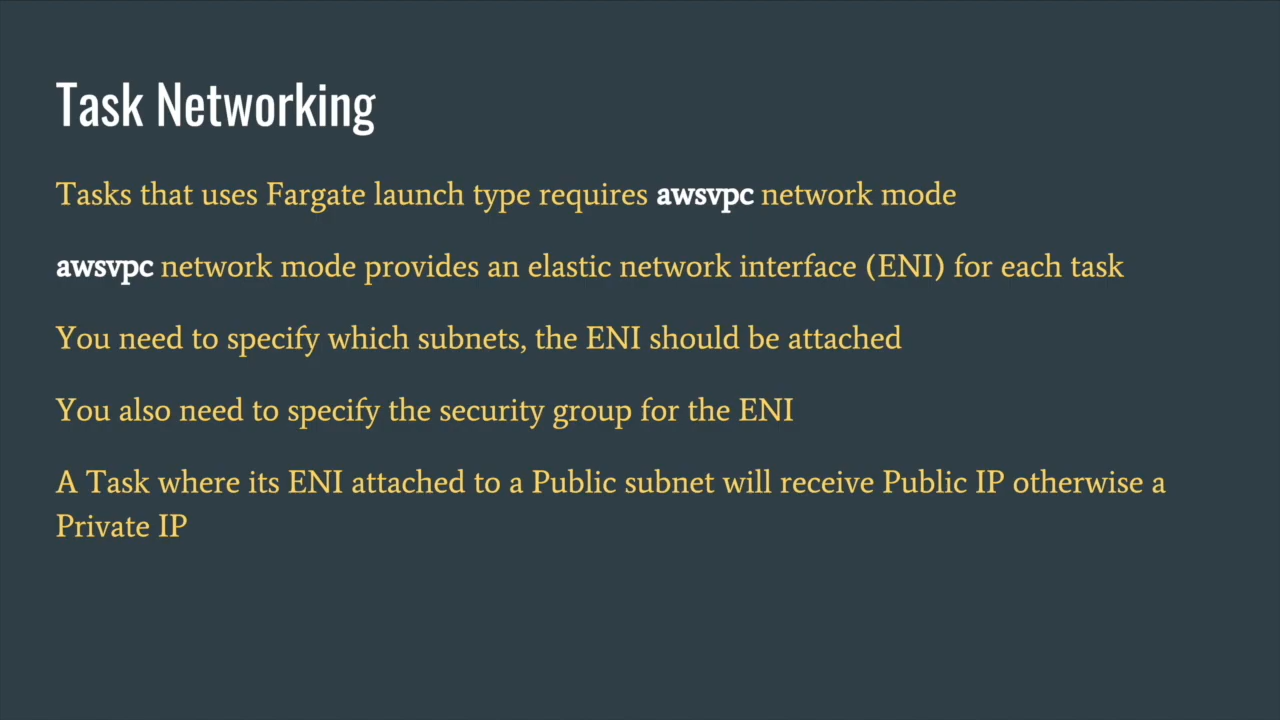 Task Networking
Tasks that uses Fargate launch type requires awsvpc network mode
awsvpc network mode provides an elastic network interface (ENI) for each task
You need to specify which subnets, the ENI should be attached
You also need to specify the security group for the ENI
A Task where its ENI attached to a Public subnet will receive Public IP otherwise a
Private IP